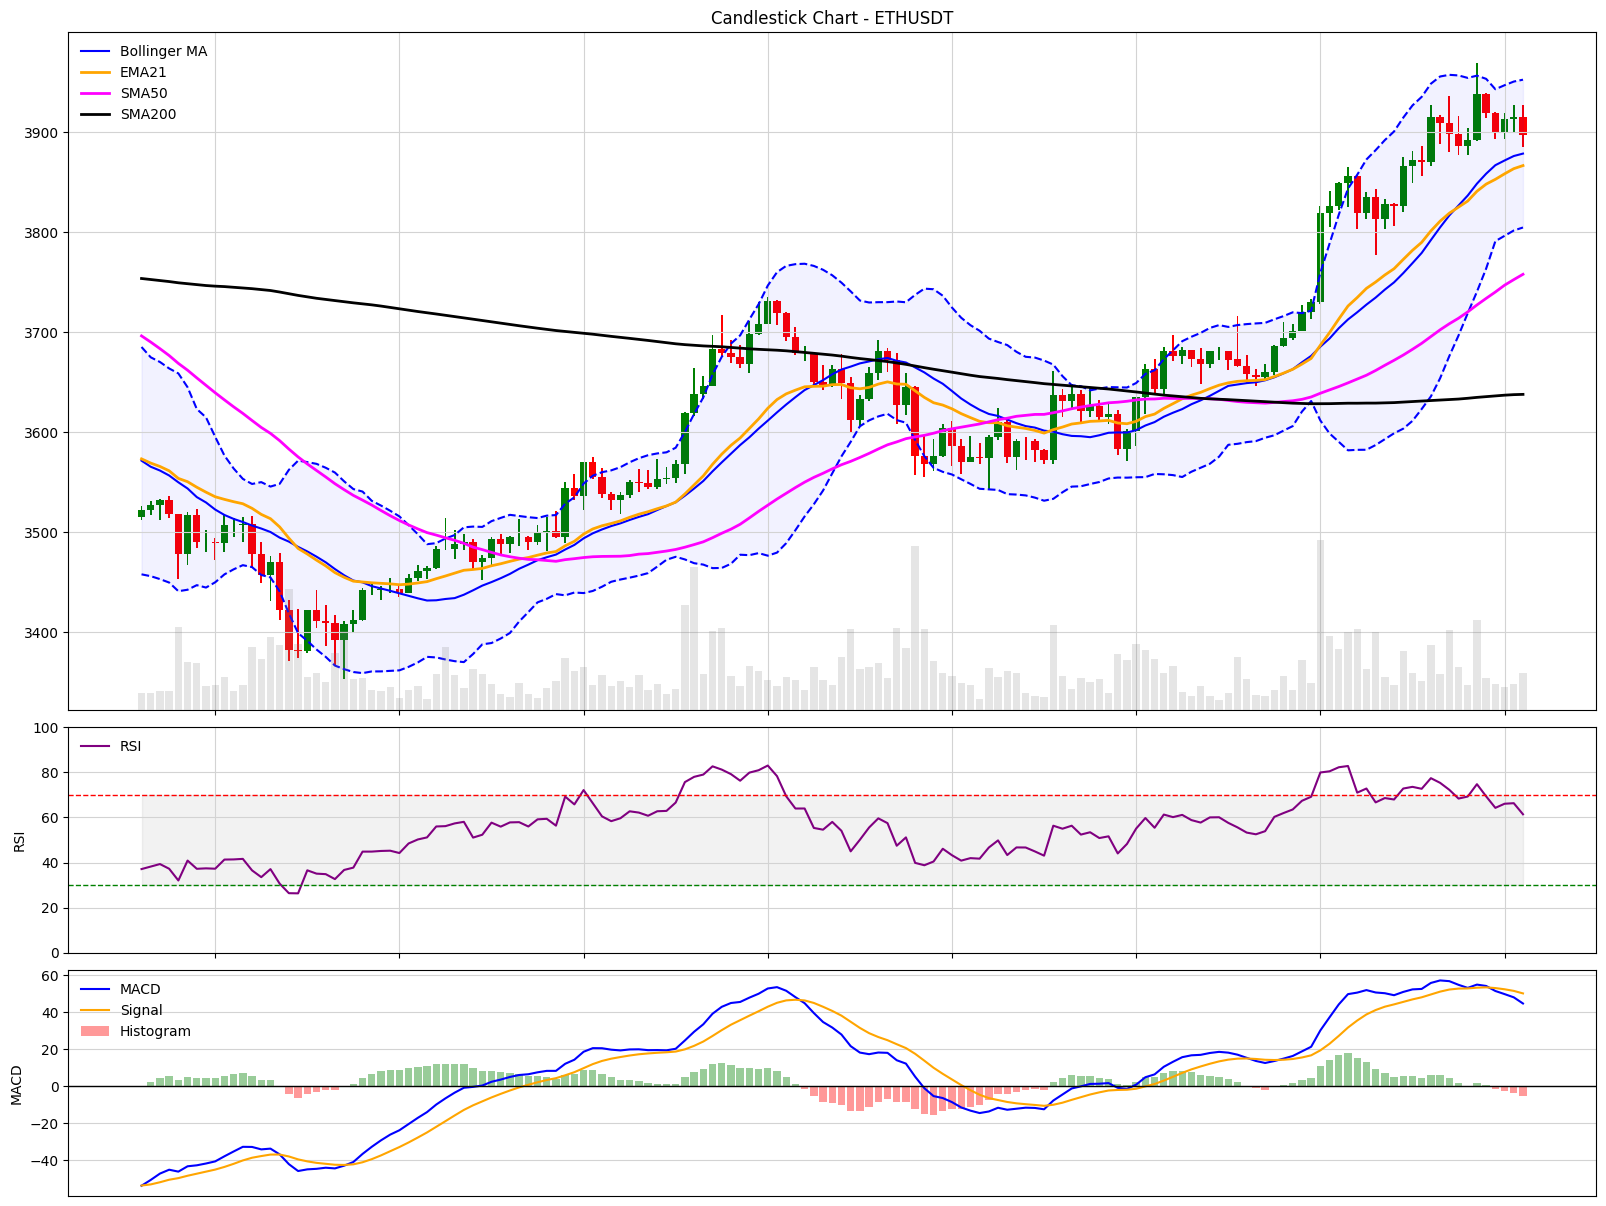 Candlestick Chart - ETHUSDT
Bollinger MA
EMA21
SMA50
SMA200
3900
3800
3700
3600
3500
3400
100
80
60
40
20
0
RSI
RSI
60
40
20
0
−20
−40
MACD
MACD
Signal
Histogram